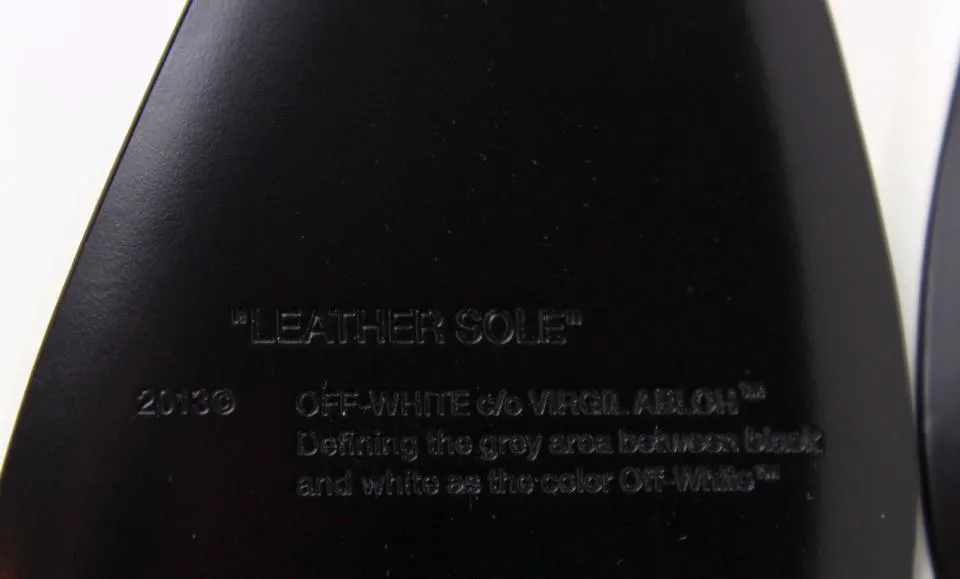 "LEATHER SOLE"
2013© OFF-WHITE c/o VIRGIL ABLOH™
Defining the grey area between black
and white as the color Off-White™